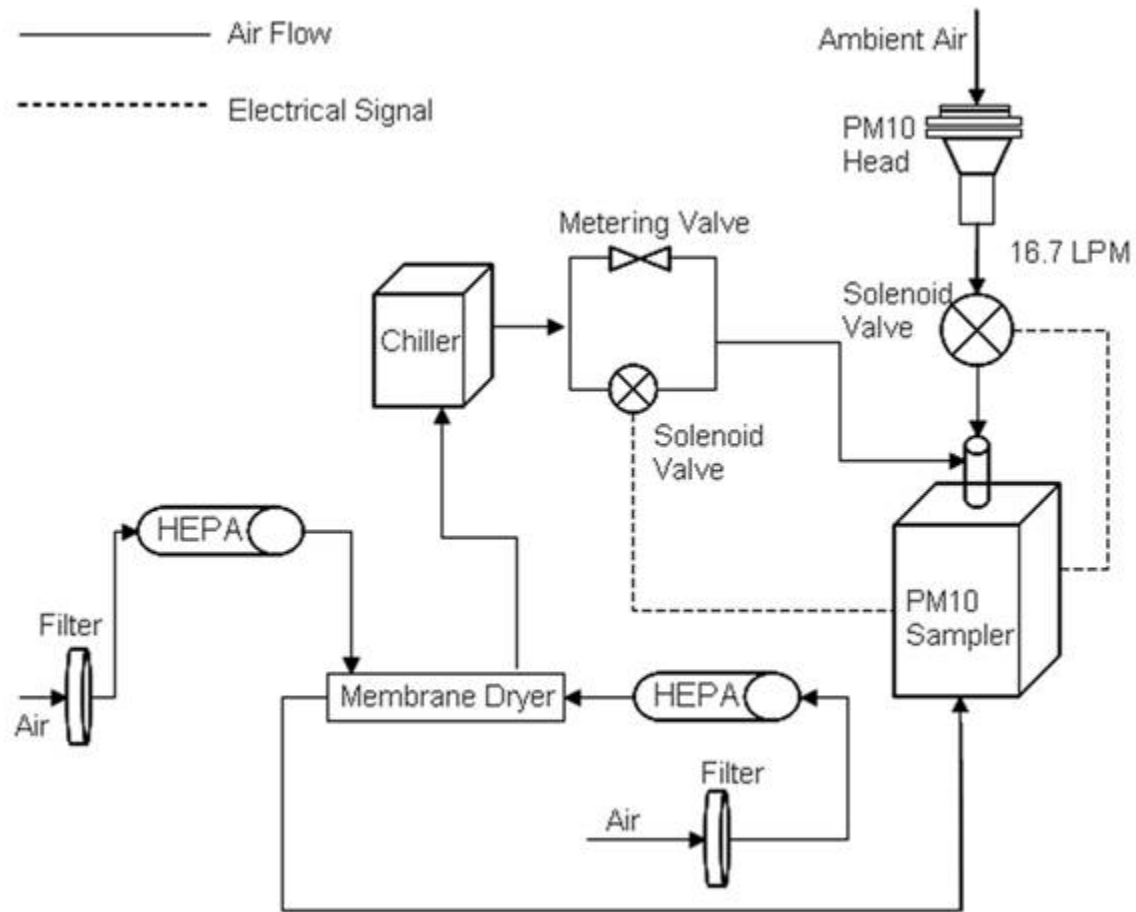 Air Flow
Electrical Signal
Ambient Air
PM10
Head
16.7 LPM
Solenoid
Valve
Metering Valve
Chiller
Solenoid
Valve
HEPA
Filter
Air
Membrane Dryer
HEPA
PM10
Sampler
Filter
Air